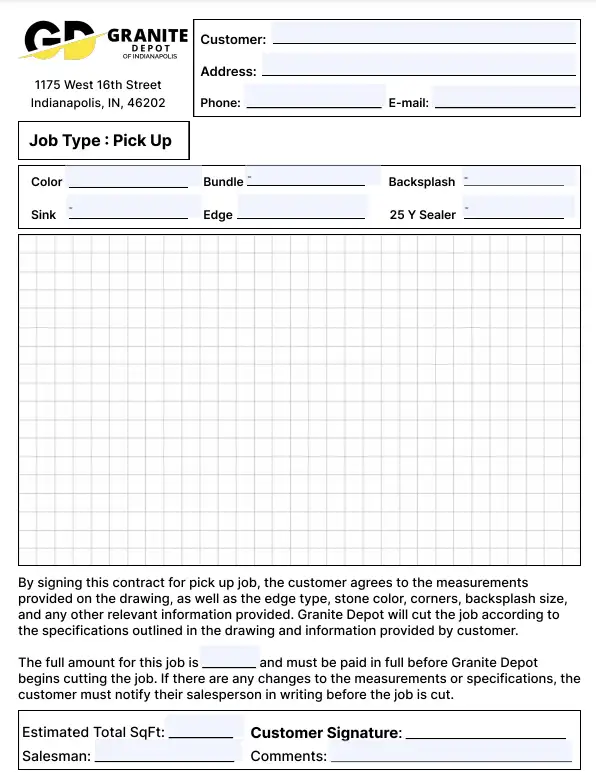 GD GRANITE
DEPOT
OF INDIANAPOLIS
1175 West 16th Street
Indianapolis, IN, 46202
Customer:
Address:
Phone: E-mail:
Job Type : Pick Up
Color Bundle - Backsplash -
Sink - Edge 25 Y Sealer -
By signing this contract for pick up job, the customer agrees to the measurements
provided on the drawing, as well as the edge type, stone color, corners, backsplash size,
and any other relevant information provided. Granite Depot will cut the job according to
the specifications outlined in the drawing and information provided by customer.
The full amount for this job is and must be paid in full before Granite Depot
begins cutting the job. If there are any changes to the measurements or specifications, the
customer must notify their salesperson in writing before the job is cut.
Estimated Total SqFt: Customer Signature:
Salesman: Comments: